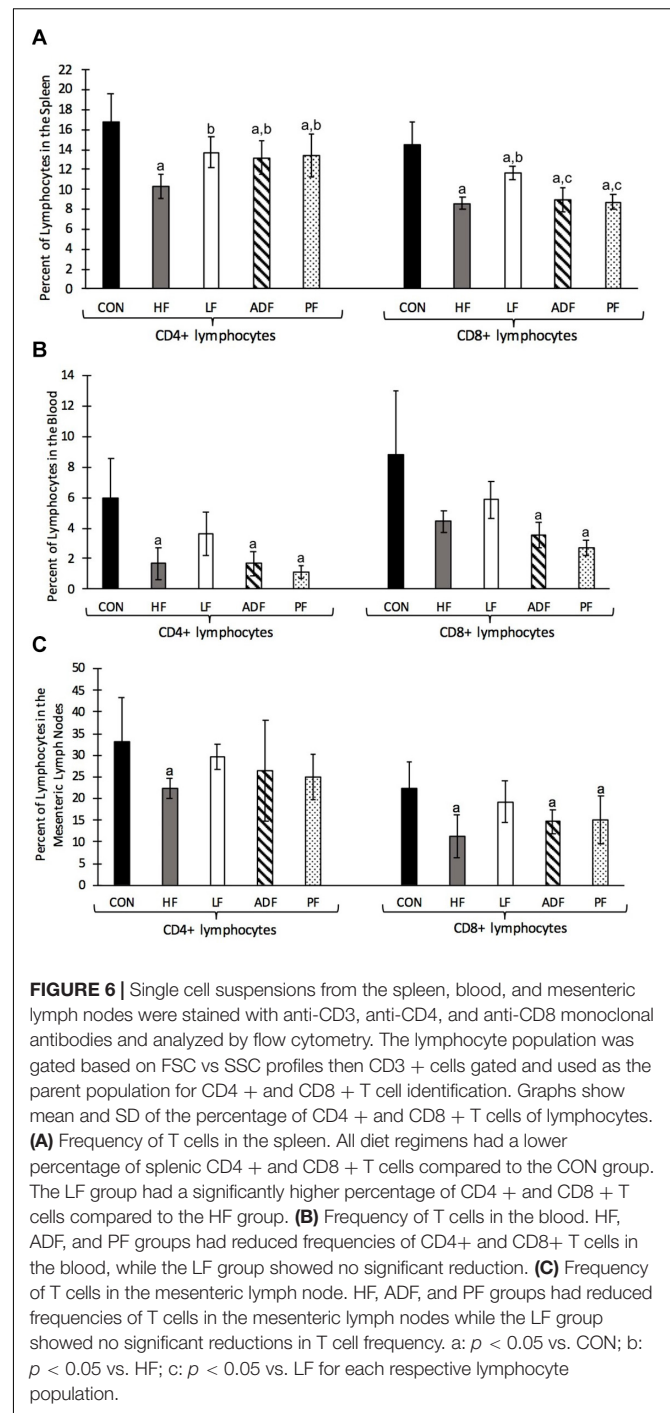 A
Percent of Lymphocytes in the Spleen
22
20
18
16
14
12
10
8
6
4
2
0
a
b
a,b
a,b
a
a,b
a,c
a,c
CON HF LF ADF PF CON HF LF ADF PF
CD4+ lymphocytes CD8+ lymphocytes
B
Percent of Lymphocytes in the Blood
14
12
10
8
6
4
2
0
a
a
a
a
a
CON HF LF ADF PF CON HF LF ADF PF
CD4+ lymphocytes CD8+ lymphocytes
C
Percent of Lymphocytes in the
Mesenteric Lymph Nodes
50
45
40
35
30
25
20
15
10
5
0
a
a
a
a
CON HF LF ADF PF CON HF LF ADF PF
CD4+ lymphocytes CD8+ lymphocytes
FIGURE 6 | Single cell suspensions from the spleen, blood, and mesenteric
lymph nodes were stained with anti-CD3, anti-CD4, and anti-CD8 monoclonal
antibodies and analyzed by flow cytometry. The lymphocyte population was
gated based on FSC vs SSC profiles then CD3 + cells gated and used as the
parent population for CD4 + and CD8 + T cell identification. Graphs show
mean and SD of the percentage of CD4 + and CD8 + T cells of lymphocytes.
(A) Frequency of T cells in the spleen. All diet regimens had a lower
percentage of splenic CD4 + and CD8 + T cells compared to the CON group.
The LF group had a significantly higher percentage of CD4 + and CD8 + T
cells compared to the HF group. (B) Frequency of T cells in the blood. HF,
ADF, and PF groups had reduced frequencies of CD4+ and CD8+ T cells in
the blood, while the LF group showed no significant reduction. (C) Frequency
of T cells in the mesenteric lymph node. HF, ADF, and PF groups had reduced
frequencies of T cells in the mesenteric lymph nodes while the LF group
showed no significant reductions in T cell frequency. a: p < 0.05 vs. CON; b:
p < 0.05 vs. HF; c: p < 0.05 vs. LF for each respective lymphocyte
population.